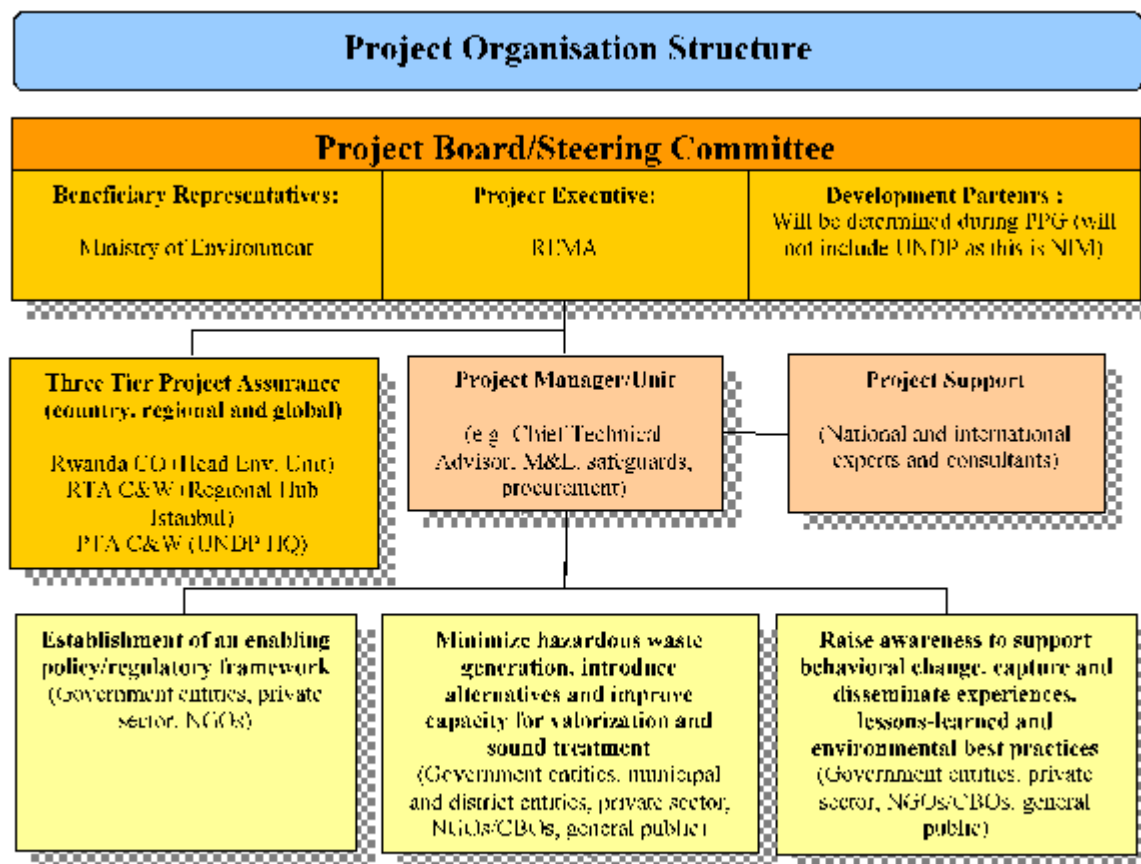 Project Organisation Structure
Project Board/Steering Committee
Beneficiary Representatives:
Ministry of Environment
Project Executive:
REMA
Development Partenrs :
Will be determined during PPG (will
not include UNDP as this is NIM)
Three Tier Project Assurance
(country, regional and global)
Rwanda CO (Head Env. Unit)
RTA C&W (Regional Hub
Istanbul)
PTA C&W (UNDP HQ)
Project Manager/Unit
(e.g. Chief Technical
Advisor, M&E, safeguards,
procurement)
Project Support
(National and international
experts and consultants)
Establishment of an enabling
policy/regulatory framework
(Government entities, private
sector, NGOs)
Minimize hazardous waste
generation, introduce
alternatives and improve
capacity for valorization and
sound treatment
(Government entities, municipal
and district entities, private sector,
NGOs/CBOs, general public)
Raise awareness to support
behavioral change, capture and
disseminate experiences,
lessons-learned and
environmental best practices
(Government entities, private
sector, NGOs/CBOs, general
public)